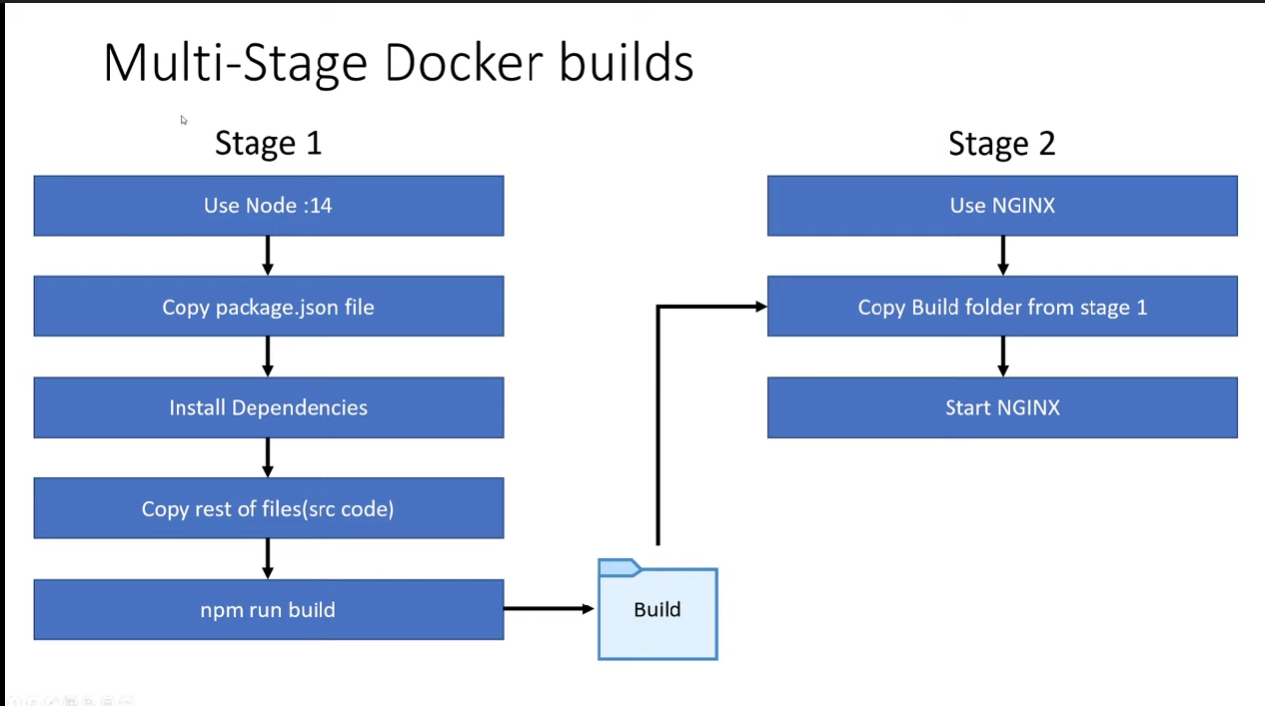 Multi-Stage Docker builds
Stage 1
Use Node :14
Copy package.json file
Install Dependencies
Copy rest of files(src code)
npm run build
Build
Stage 2
Use NGINX
Copy Build folder from stage 1
Start NGINX